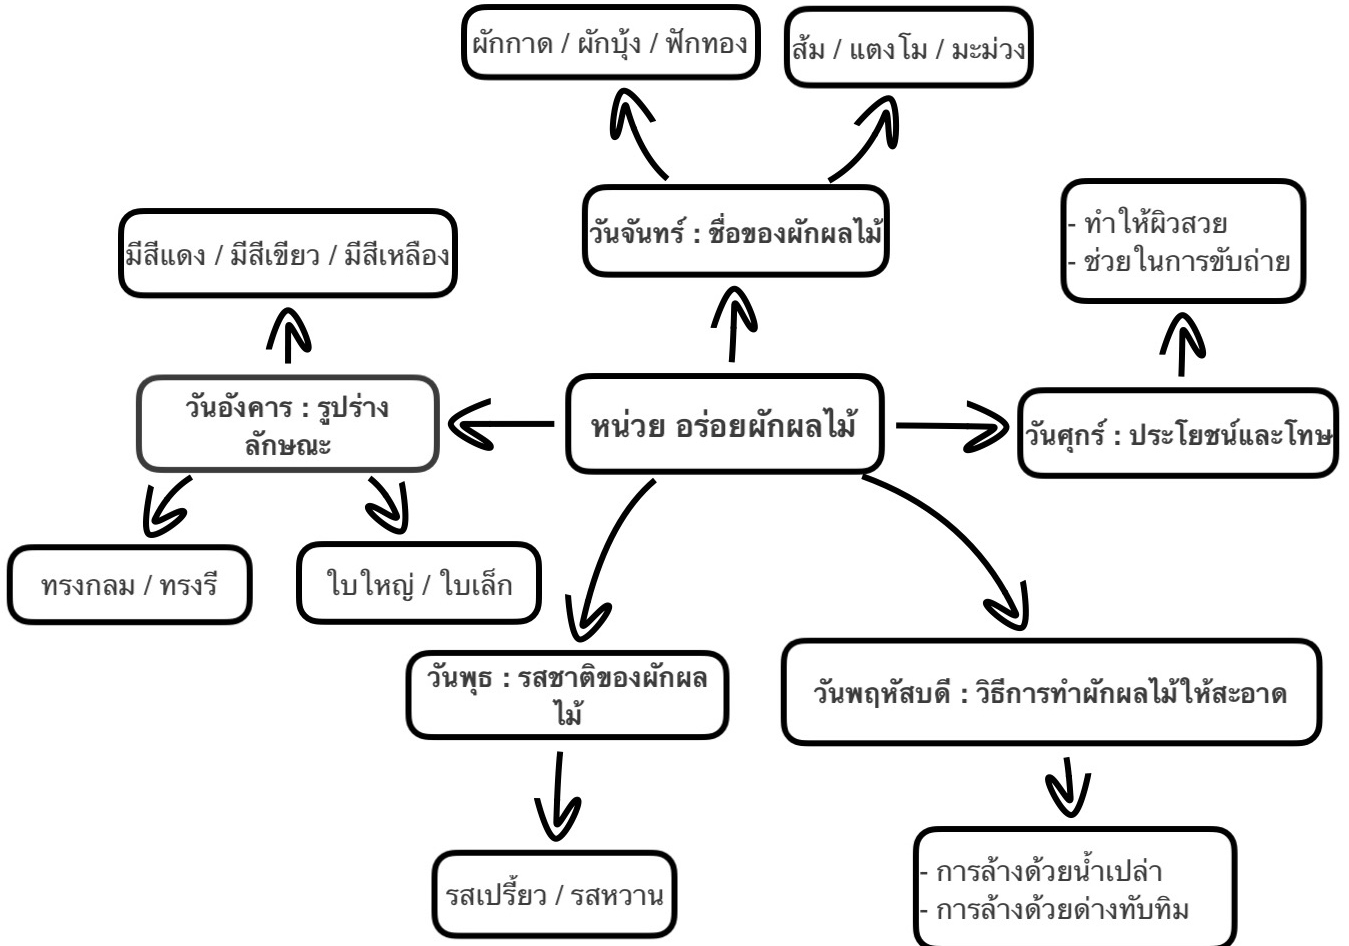 ผักกาด / ผักบุ้ง / ฟักทอง
ส้ม / แตงโม / มะม่วง
วันจันทร์ : ชื่อของผักผลไม้
มีสีแดง / มีสีเขียว / มีสีเหลือง
- ทำให้ผิวสวย
- ช่วยในการขับถ่าย
วันอังคาร : รูปร่าง
ลักษณะ
หน่วย อร่อยผักผลไม้
วันศุกร์ : ประโยชน์และโทษ
ทรงกลม / ทรงรี
ใบใหญ่ / ใบเล็ก
วันพุธ : รสชาติของผักผล
ไม้
วันพฤหัสบดี : วิธีการทำผักผลไม้ให้สะอาด
รสเปรี้ยว / รสหวาน
- การล้างด้วยน้ำเปล่า
- การล้างด้วยด่างทับทิม